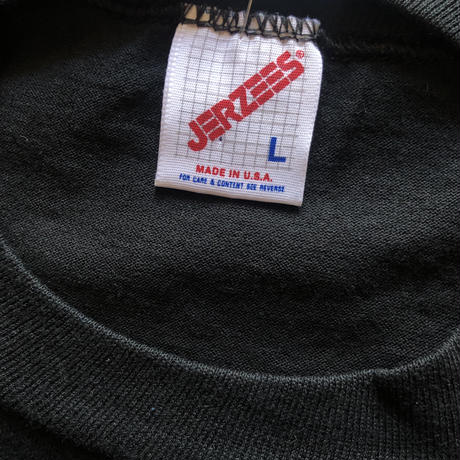 JERZEES®
L
MADE IN U.S.A.
FOR CARE & CONTENT SEE REVERSE